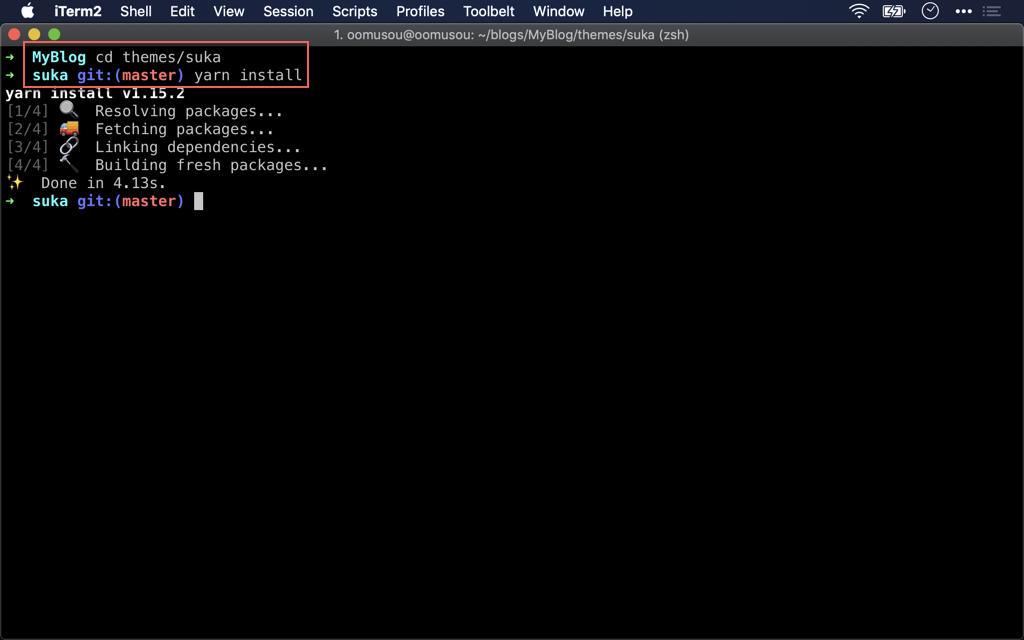 iTerm2 Shell Edit View Session Scripts Profiles Toolbelt Window Help
1. oomusou@oomusou: ~/blogs/MyBlog/themes/suka (zsh)
➜ MyBlog cd themes/suka
➜ suka git:(master) yarn install
yarn install v1.15.2
[1/4] 🔍 Resolving packages...
[2/4] 🚚 Fetching packages...
[3/4] 🔗 Linking dependencies...
[4/4] 🔨 Building fresh packages...
✨ Done in 4.13s.
➜ suka git:(master)